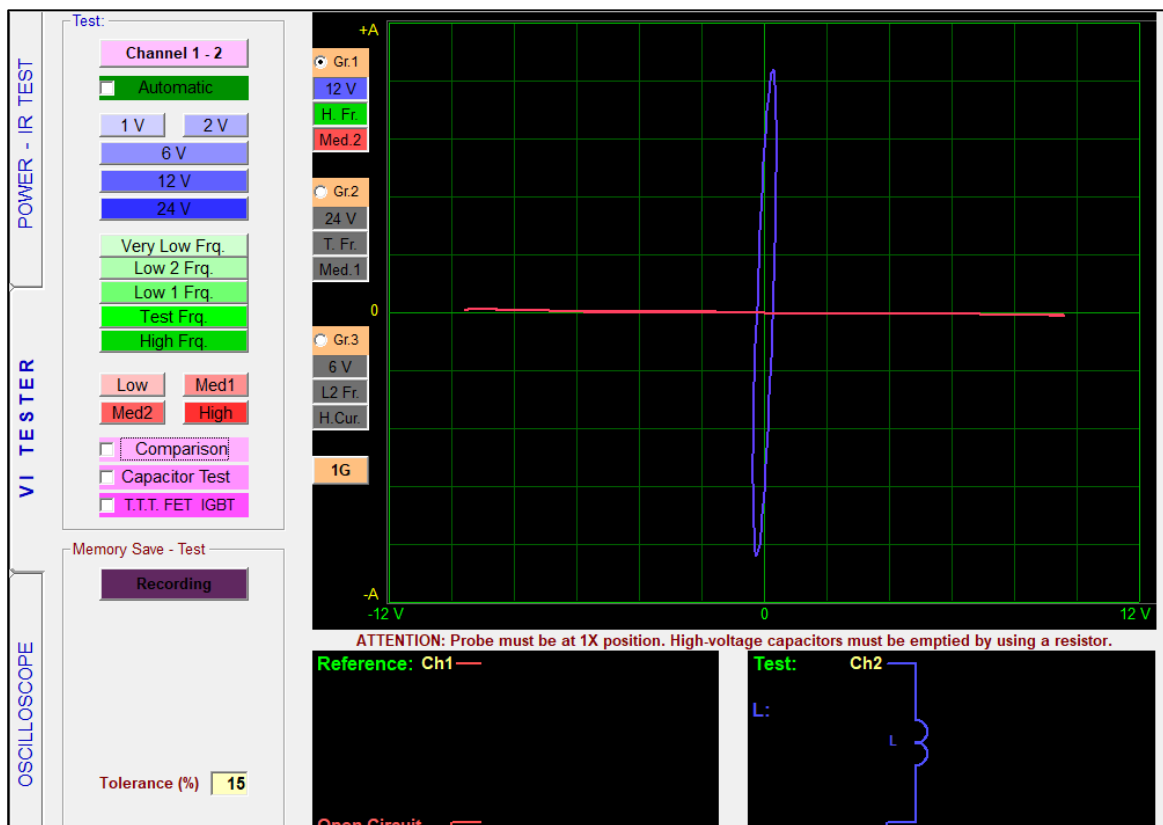 POWER - IR TEST
VI TESTER
OSCILLOSCOPE
Test:
Channel 1 - 2
Automatic
1 V
2 V
6 V
12 V
24 V
Very Low Frq.
Low 2 Frq.
Low 1 Frq.
Test Frq.
High Frq.
Low
Med1
Med2
High
Comparison
Capacitor Test
T.T.T. FET IGBT
Memory Save - Test
Recording
Tolerance (%) 15
+A
Gr.1
12 V
H. Fr.
Med.2
Gr.2
24 V
T. Fr.
Med.1
0
Gr.3
6 V
L2 Fr.
H.Cur.
1G
-A
-12 V
0
12 V
ATTENTION: Probe must be at 1X position. High-voltage capacitors must be emptied by using a resistor.
Reference: Ch1
Open Circuit
Test: Ch2
L:
L